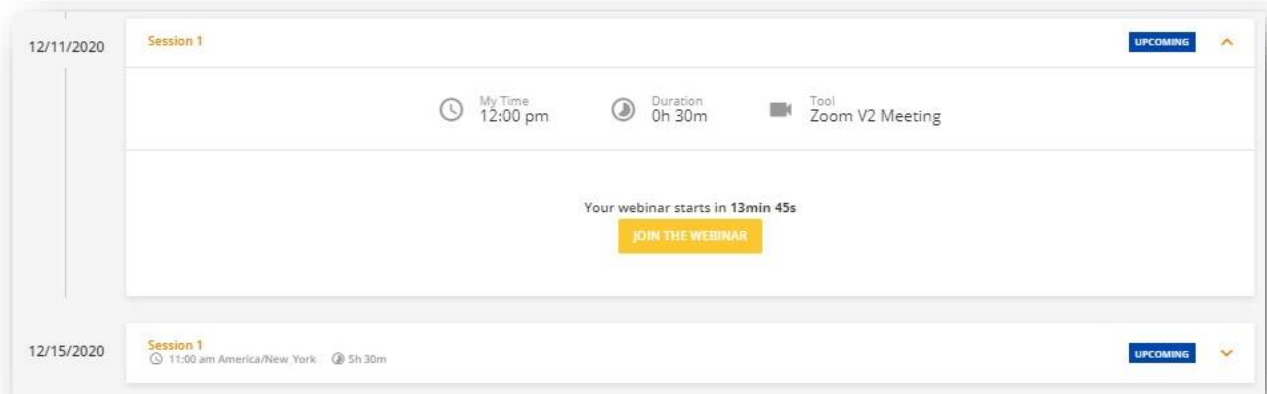 12/11/2020
Session 1
UPCOMING
My Time
12:00 pm
Duration
0h 30m
Tool
Zoom V2 Meeting
Your webinar starts in 13min 45s
JOIN THE WEBINAR
12/15/2020
Session 1
11:00 am America/New_York 5h 30m
UPCOMING